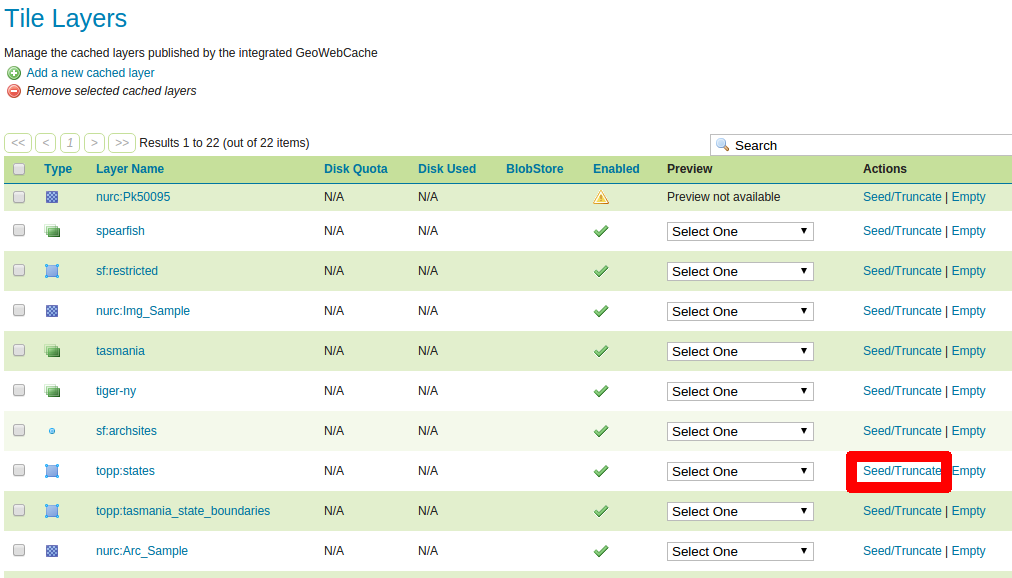 Tile Layers
Manage the cached layers published by the integrated GeoWebCache
Add a new cached layer
Remove selected cached layers
<< < 1 > >> Results 1 to 22 (out of 22 items) Search
Type Layer Name Disk Quota Disk Used BlobStore Enabled Preview Actions
nurc:Pk50095 N/A N/A Preview not available Seed/Truncate | Empty
spearfish N/A N/A Select One Seed/Truncate | Empty
sf:restricted N/A N/A Select One Seed/Truncate | Empty
nurc:Img_Sample N/A N/A Select One Seed/Truncate | Empty
tasmania N/A N/A Select One Seed/Truncate | Empty
tiger-ny N/A N/A Select One Seed/Truncate | Empty
sf:archsites N/A N/A Select One Seed/Truncate | Empty
topp:states N/A N/A Select One Seed/Truncate Empty
topp:tasmania_state_boundaries N/A N/A Select One Seed/Truncate | Empty
nurc:Arc_Sample N/A N/A Select One Seed/Truncate | Empty